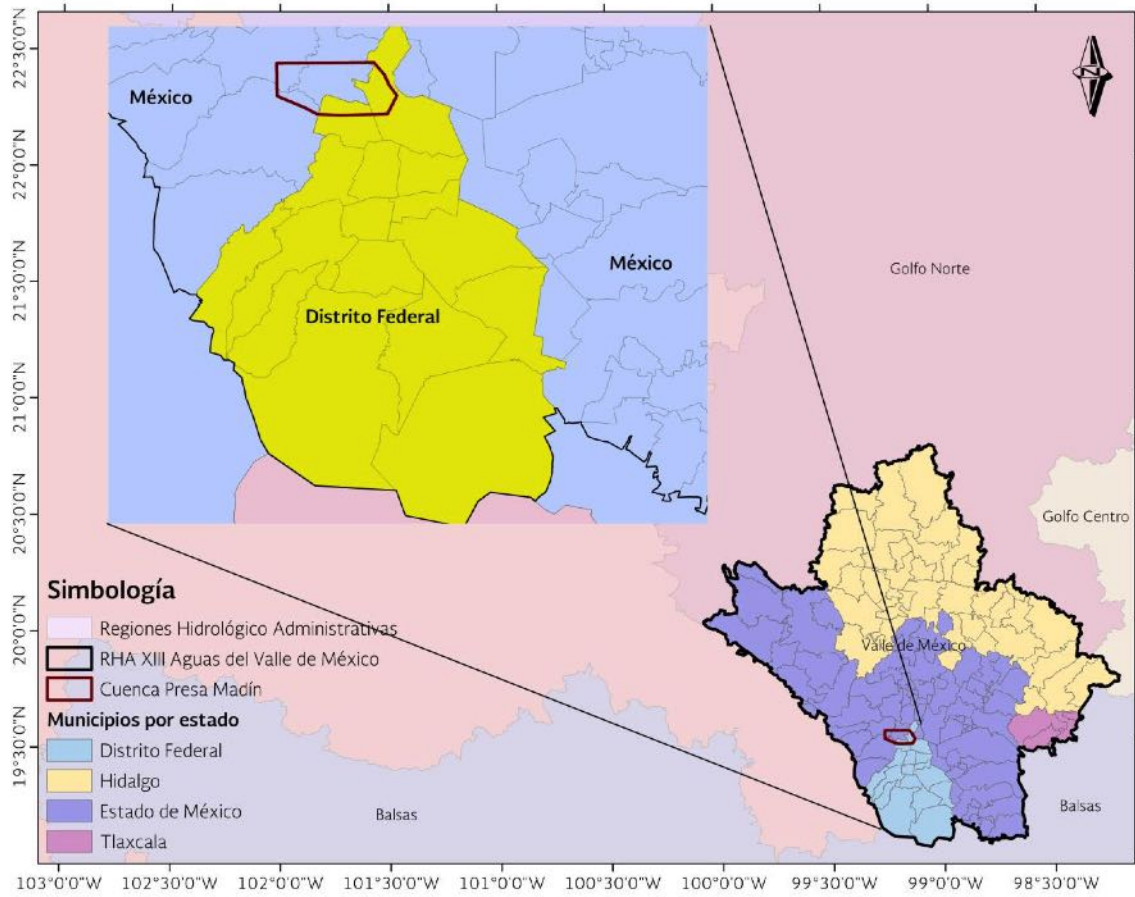 22°30'0"N
22°0'0"N
21°30'0"N
21°0'0"N
20°30'0"N
20°0'0"N
19°30'0"N
N
México
México
Distrito Federal
Golfo Norte
Golfo Centro
Valle de México
Balsas
Balsas
Simbología
Regiones Hidrológico Administrativas
RHA XIII Aguas del Valle de México
Cuenca Presa Madín
Municipios por estado
Distrito Federal
Hidalgo
Estado de México
Tlaxcala
103°0'0"W 102°30'0"W 102°0'0"W 101°30'0"W 101°0'0"W 100°30'0"W 100°0'0"W 99°30'0"W 99°0'0"W 98°30'0"W